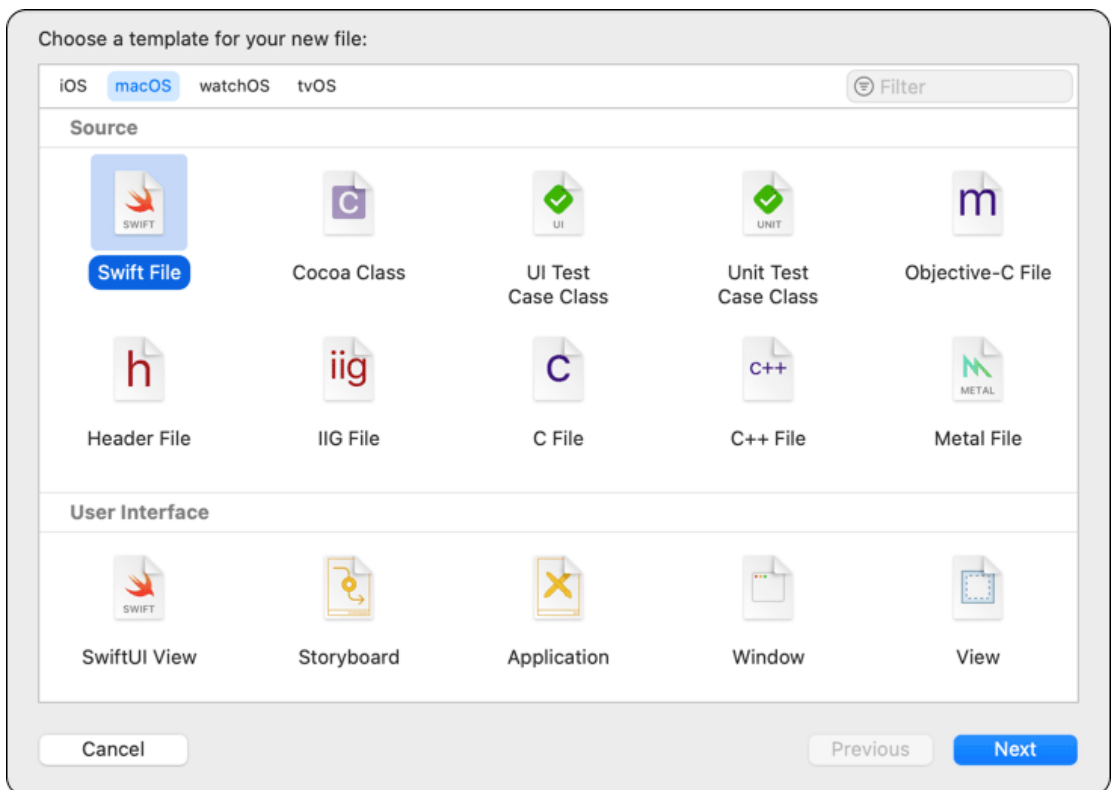 Choose a template for your new file:
iOS macOS watchOS tvOS Filter
Source
SWIFT UI UNIT m
C
Swift File Cocoa Class UI Test Case Class Unit Test Case Class Objective-C File
h iig C C++ METAL
Header File IIG File C File C++ File Metal File
User Interface
SWIFT
SwiftUI View Storyboard Application Window View
Cancel Previous Next